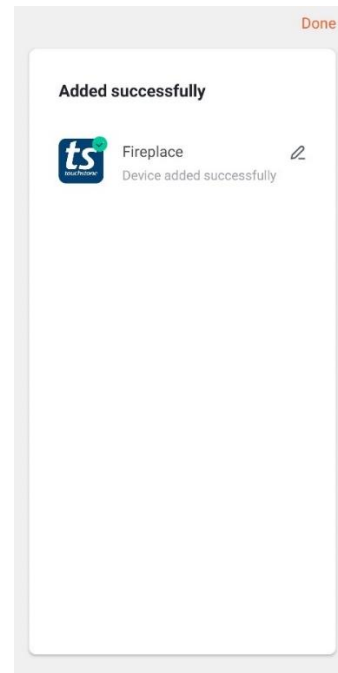 Done
Added successfully
ts
touchstone
Fireplace
Device added successfully